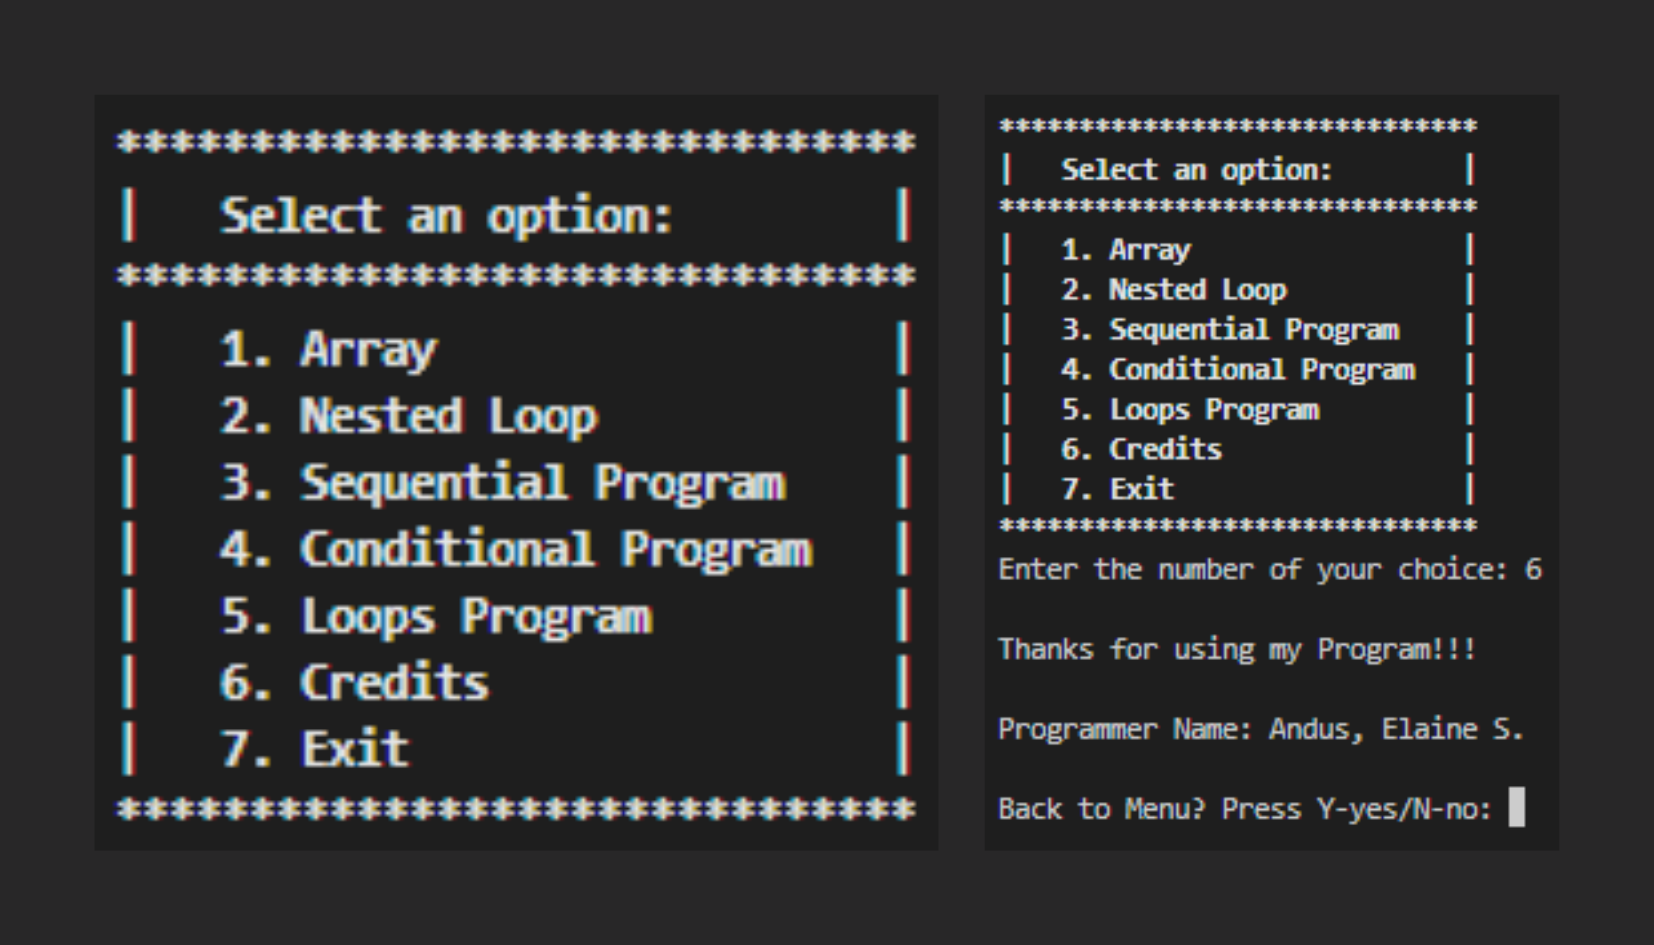 ******************************
|   Select an option:        |
******************************
|   1. Array                 |
|   2. Nested Loop           |
|   3. Sequential Program    |
|   4. Conditional Program   |
|   5. Loops Program         |
|   6. Credits               |
|   7. Exit                  |
******************************
******************************
|   Select an option:        |
******************************
|   1. Array                 |
|   2. Nested Loop           |
|   3. Sequential Program    |
|   4. Conditional Program   |
|   5. Loops Program         |
|   6. Credits               |
|   7. Exit                  |
******************************
Enter the number of your choice: 6
Thanks for using my Program!!!
Programmer Name: Andus, Elaine S.
Back to Menu? Press Y-yes/N-no: